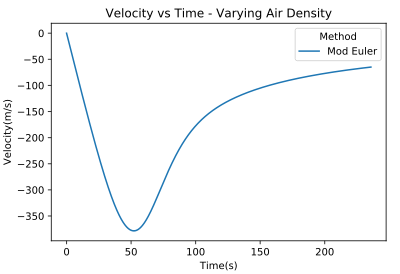 Velocity vs Time - Varying Air Density
Method
Mod Euler
0
−50
−100
−150
−200
−250
−300
−350
Velocity(m/s)
0 50 100 150 200
Time(s)